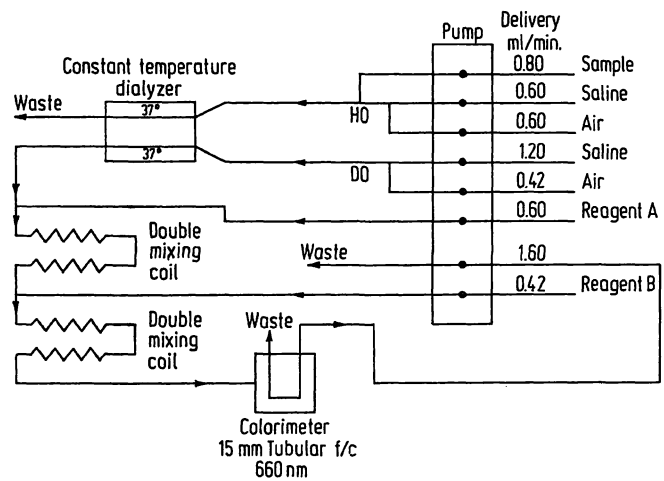 Delivery
ml/min.
Pump
0.80 Sample
Constant temperature
dialyzer
0.60 Saline
Waste
37°
HO
0.60 Air
37°
1.20 Saline
DO
0.42 Air
0.60 Reagent A
Double
mixing
coil
Waste
1.60
0.42 Reagent B
Double
mixing
coil
Waste
Colorimeter
15 mm Tubular f/c
660 nm